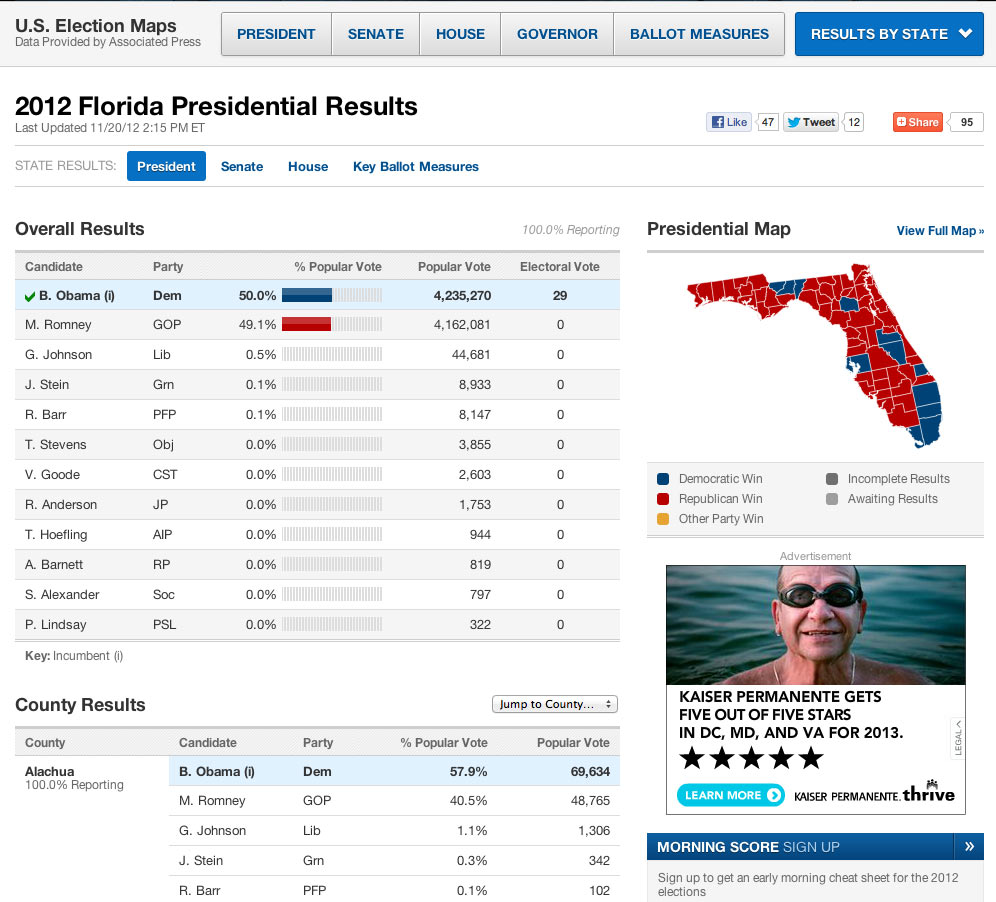 U.S. Election Maps
Data Provided by Associated Press
PRESIDENT SENATE HOUSE GOVERNOR BALLOT MEASURES RESULTS BY STATE
2012 Florida Presidential Results
Last Updated 11/20/12 2:15 PM ET
Like 47 Tweet 12 Share 95
STATE RESULTS: President Senate House Key Ballot Measures
Overall Results 100.0% Reporting
Candidate Party % Popular Vote Popular Vote Electoral Vote
B. Obama (i) Dem 50.0% 4,235,270 29
M. Romney GOP 49.1% 4,162,081 0
G. Johnson Lib 0.5% 44,681 0
J. Stein Grn 0.1% 8,933 0
R. Barr PFP 0.1% 8,147 0
T. Stevens Obj 0.0% 3,855 0
V. Goode CST 0.0% 2,603 0
R. Anderson JP 0.0% 1,753 0
T. Hoefling AIP 0.0% 944 0
A. Barnett RP 0.0% 819 0
S. Alexander Soc 0.0% 797 0
P. Lindsay PSL 0.0% 322 0
Key: Incumbent (i)
County Results Jump to County...
County Candidate Party % Popular Vote Popular Vote
Alachua B. Obama (i) Dem 57.9% 69,634
100.0% Reporting
M. Romney GOP 40.5% 48,765
G. Johnson Lib 1.1% 1,306
J. Stein Grn 0.3% 342
R. Barr PFP 0.1% 102
Presidential Map View Full Map »
Democratic Win Incomplete Results
Republican Win Awaiting Results
Other Party Win
Advertisement
KAISER PERMANENTE GETS
FIVE OUT OF FIVE STARS
IN DC, MD, AND VA FOR 2013.
LEGAL
LEARN MORE KAISER PERMANENTE. thrive
MORNING SCORE SIGN UP »
Sign up to get an early morning cheat sheet for the 2012
elections